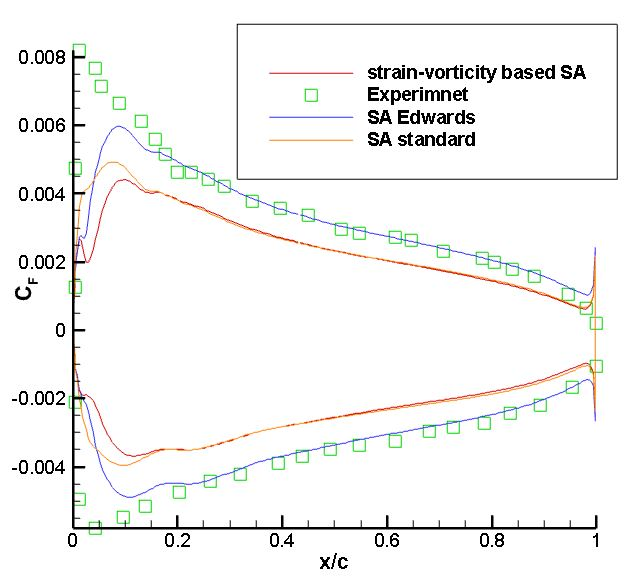 strain-vorticity based SA
Experimnet
SA Edwards
SA standard
0.008
0.006
0.004
0.002
0
-0.002
-0.004
CF
0 0.2 0.4 0.6 0.8 1
x/c